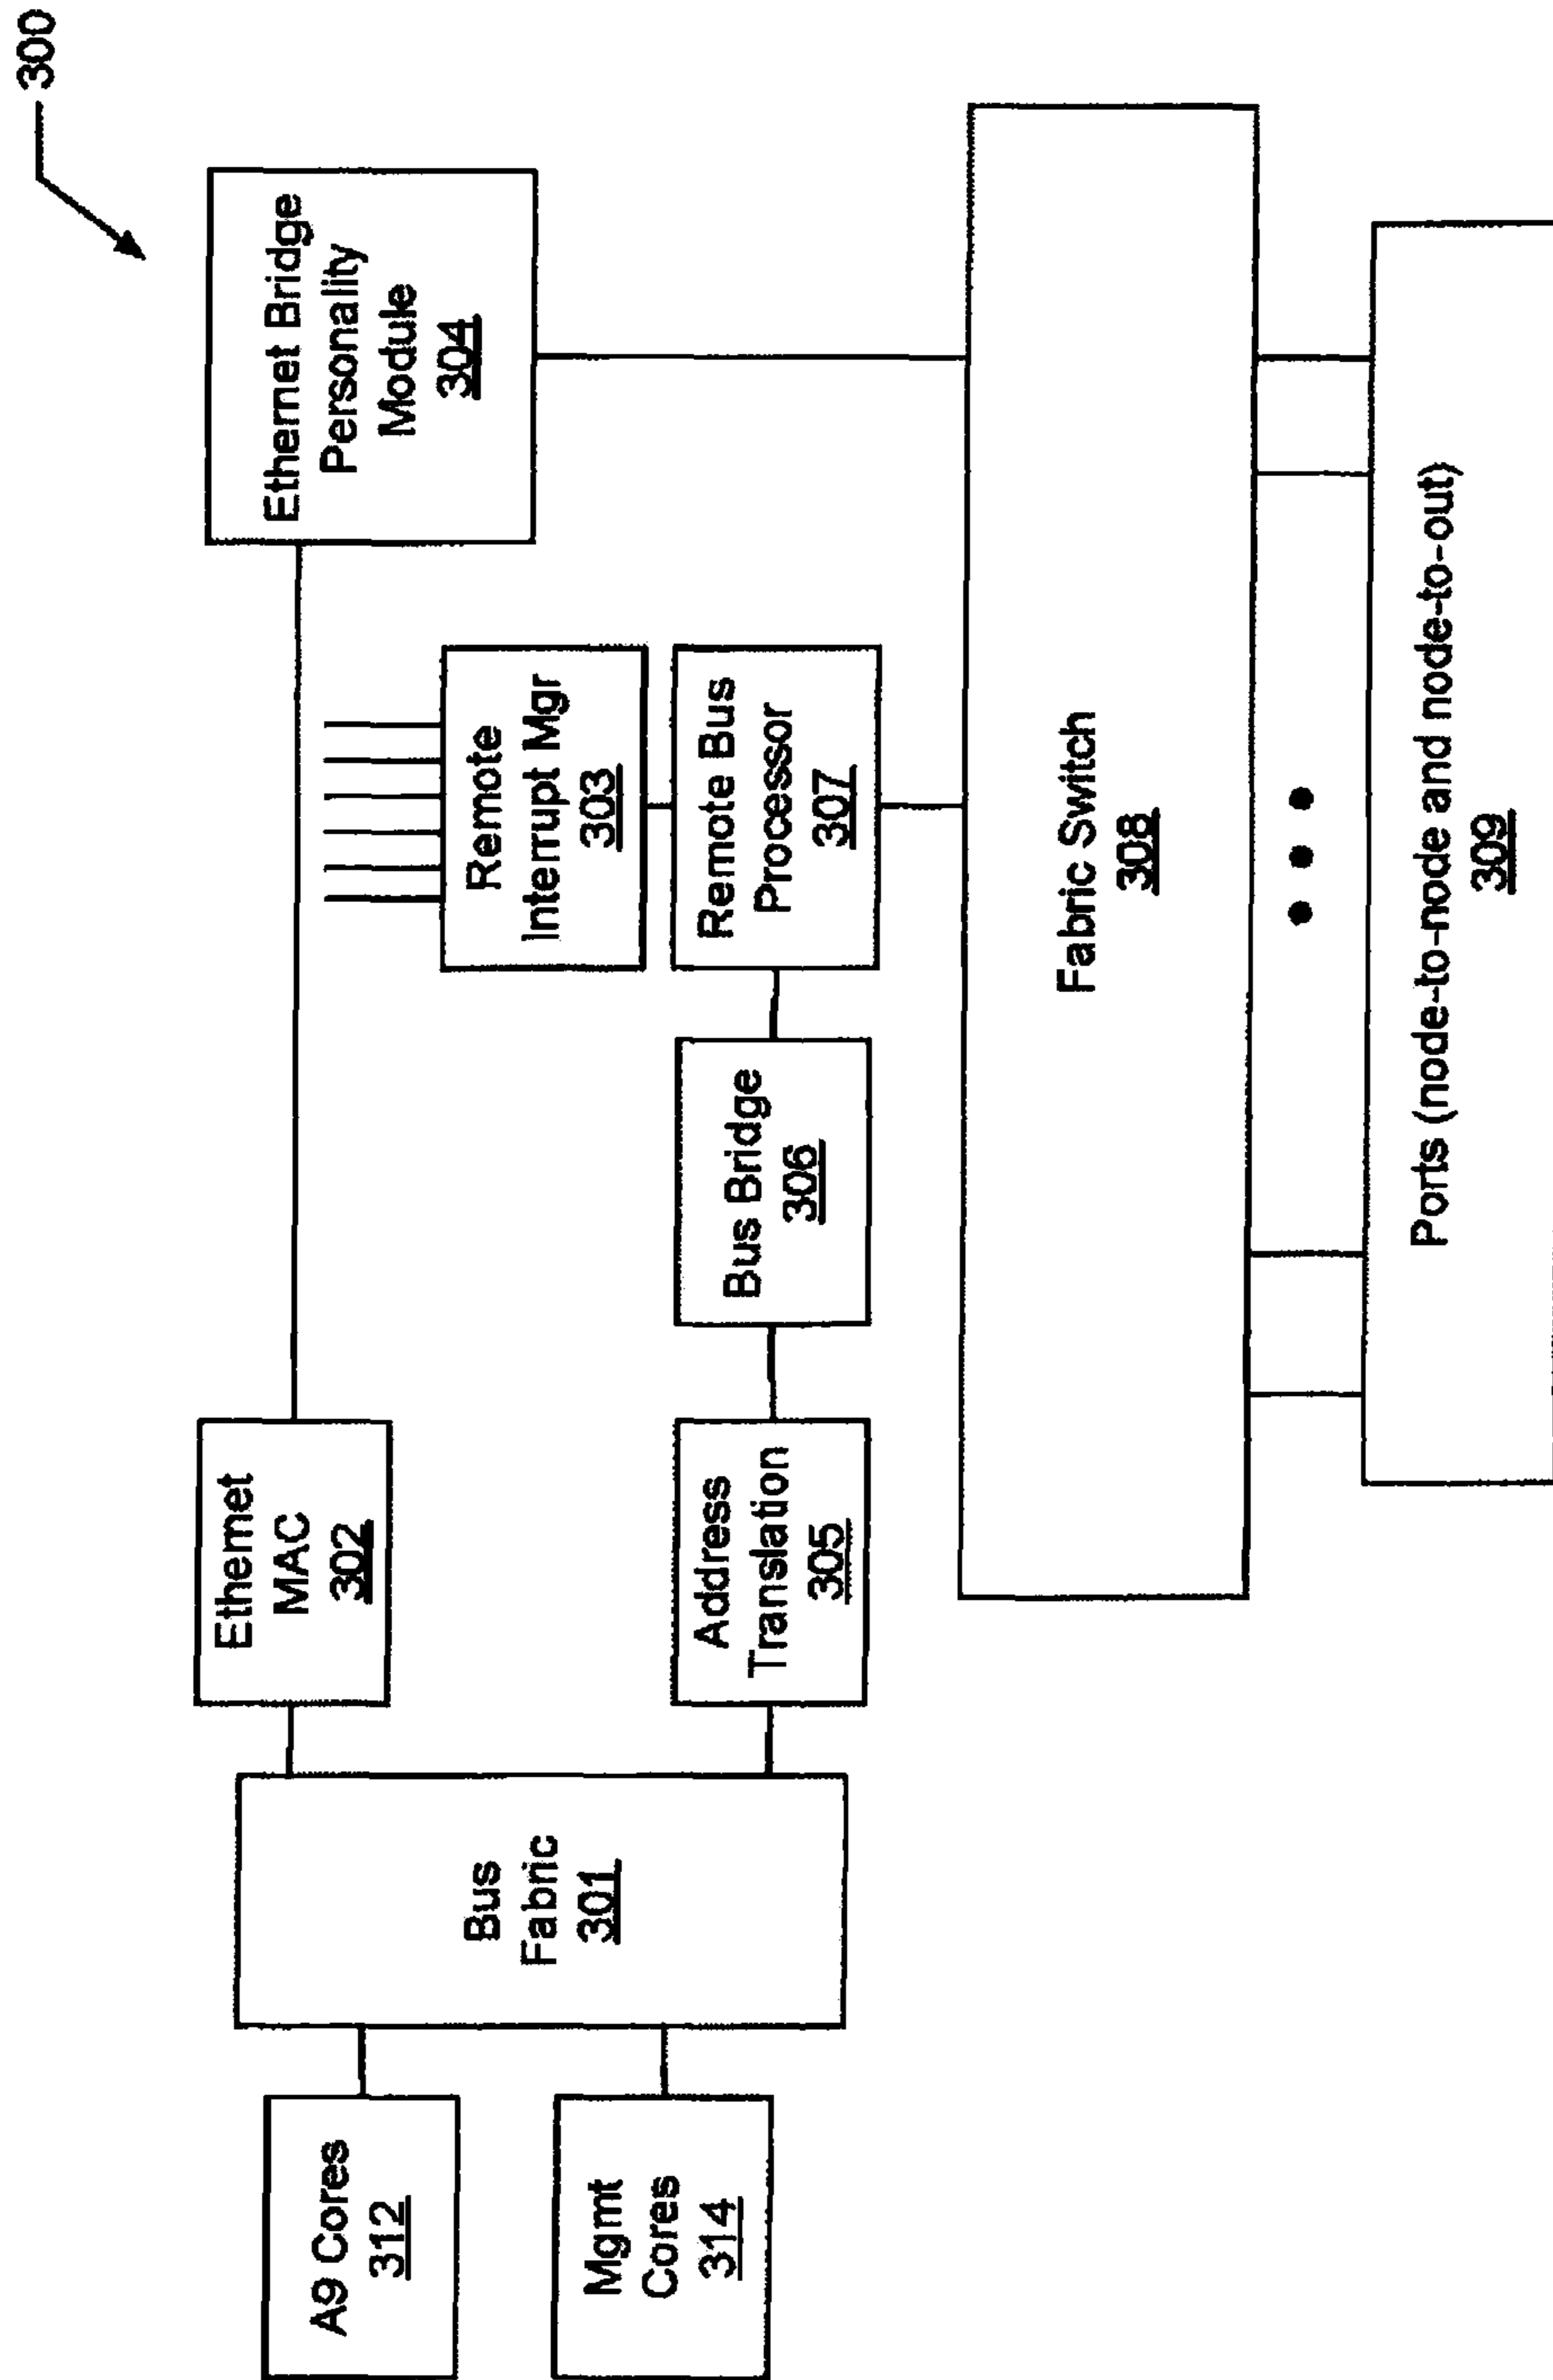 300
A9 Cores
312
Mgmt
Cores
314
Bus
Fabric
301
Ethernet
MAC
302
Address
Translation
305
Bus Bridge
306
Remote
Interrupt Mgr
303
Remote Bus
Processor
307
Ethernet Bridge
Personality
Module
304
Fabric Switch
308
Ports (node-to-node and node-to-out)
309